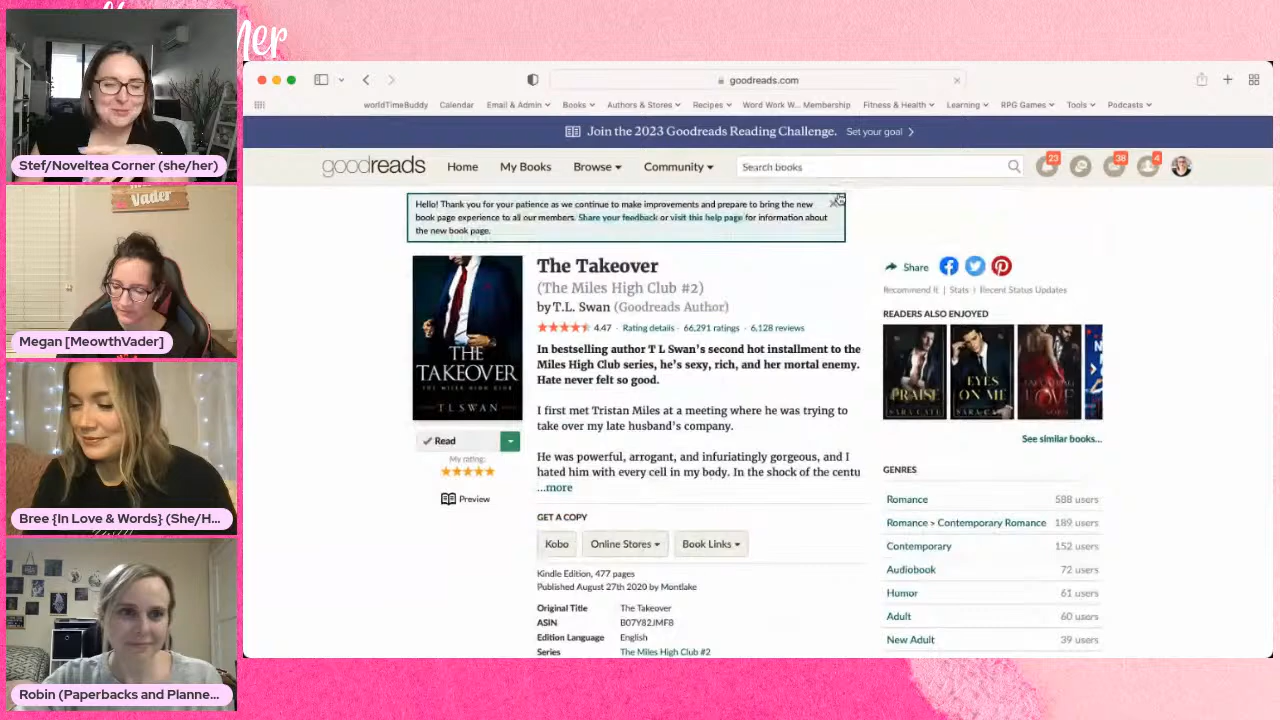 Stef/Noveltea Corner (she/her)
Vader
Megan [MeowthVader]
Bree {In Love & Words} (She/H...
Robin (Paperbacks and Planne...
goodreads.com
worldTimeBuddy
Calendar
Email & Admin
Books
Authors & Stores
Recipes
Word Work W... Membership
Fitness & Health
Learning
RPG Games
Tools
Podcasts
Join the 2023 Goodreads Reading Challenge. Set your goal
goodreads
Home
My Books
Browse
Community
Search books
23
38
4
Hello! Thank you for your patience as we continue to make improvements and prepare to bring the new
book page experience to all our members. Share your feedback or visit this help page for information about
the new book page.
THE
TAKEOVER
THE MILES HIGH CLUB
T L SWAN
Read
My rating:
Preview
The Takeover
(The Miles High Club #2)
by T.L. Swan (Goodreads Author)
4.47 · Rating details · 66,291 ratings · 6,128 reviews
In bestselling author T L Swan's second hot installment to the
Miles High Club series, he's sexy, rich, and her mortal enemy.
Hate never felt so good.
I first met Tristan Miles at a meeting where he was trying to
take over my late husband's company.
He was powerful, arrogant, and infuriatingly gorgeous, and I
hated him with every cell in my body. In the shock of the centu
...more
GET A COPY
Kobo
Online Stores
Book Links
Kindle Edition, 477 pages
Published August 27th 2020 by Montlake
Original Title The Takeover
ASIN B07Y82JMF8
Edition Language English
Series The Miles High Club #2
Share
Recommend It | Stats | Recent Status Updates
READERS ALSO ENJOYED
PRAISE
SARA CATE
EYES
ON ME
SARA CATE
LOVE
See similar books...
GENRES
Romance 588 users
Romance > Contemporary Romance 189 users
Contemporary 152 users
Audiobook 72 users
Humor 61 users
Adult 60 users
New Adult 39 users